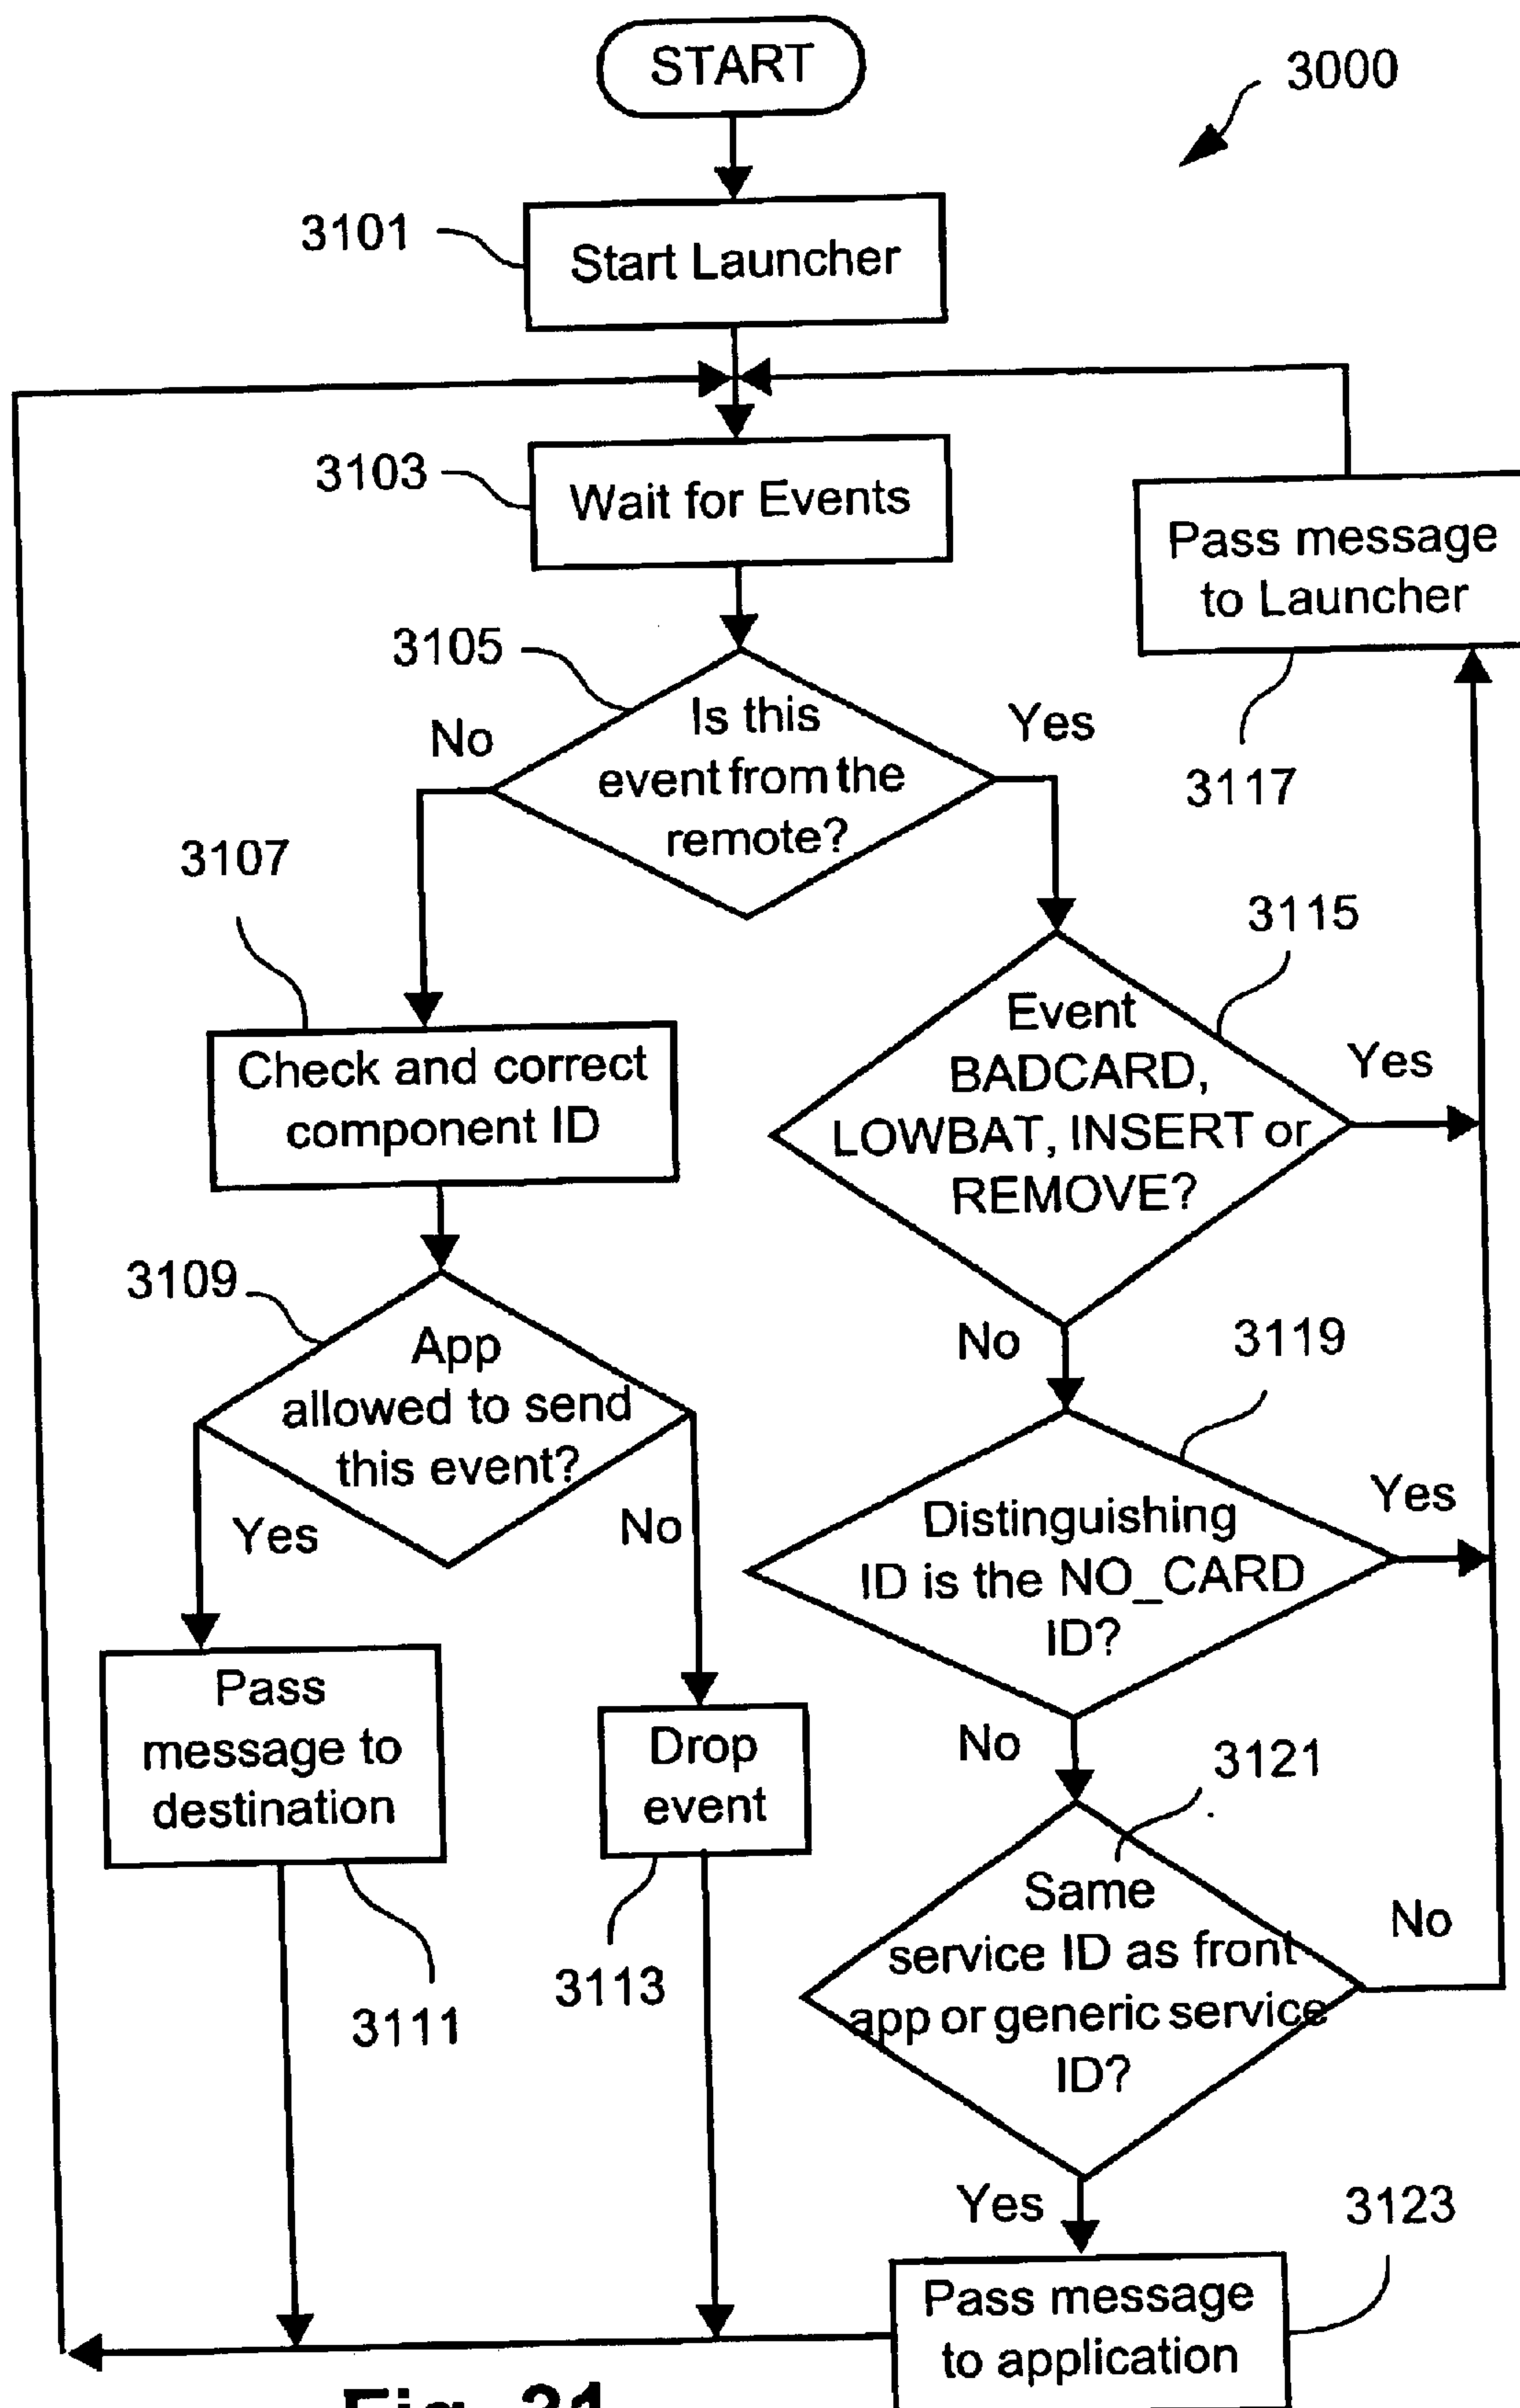 START
3000
3101
Start Launcher
3103
Wait for Events
Pass message
to Launcher
3117
3105
No
Is this
event from the
remote?
Yes
3107
Check and correct
component ID
3115
Event
BADCARD,
LOWBAT, INSERT or
REMOVE?
Yes
No
3109
App
allowed to send
this event?
Yes
No
3119
Distinguishing
ID is the NO_CARD
ID?
Yes
No
Pass
message to
destination
3111
Drop
event
3113
3121
Same
service ID as front
app or generic service
ID?
No
Yes
3123
Pass message
to application
Fig. 31